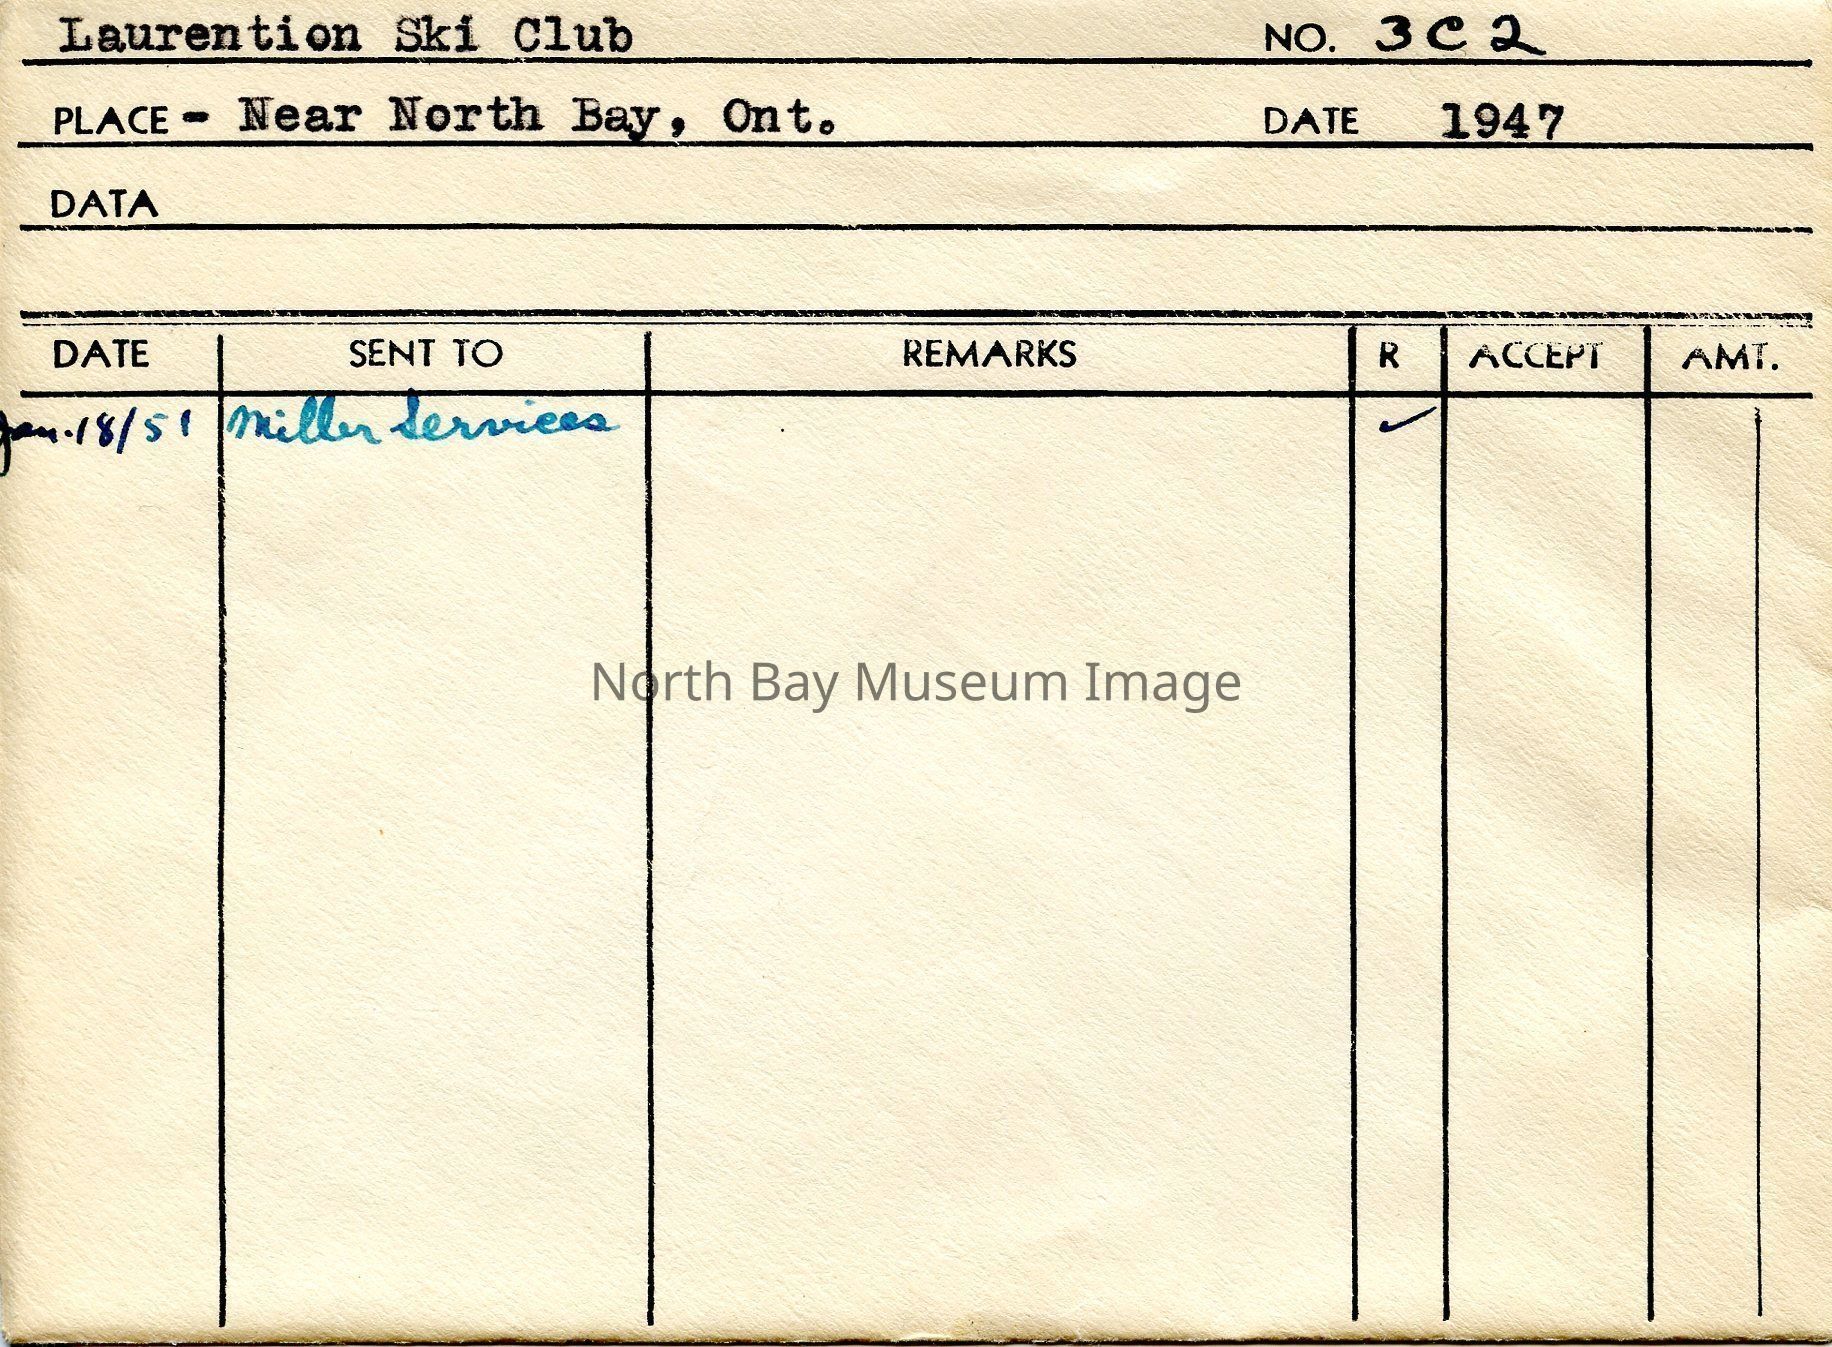 Laurention Ski Club NO. 3C2
PLACE - Near North Bay, Ont. DATE 1947
DATA
DATE SENT TO REMARKS R ACCEPT AMT.
Jan. 18/51 Miller Services ✓
North Bay Museum Image